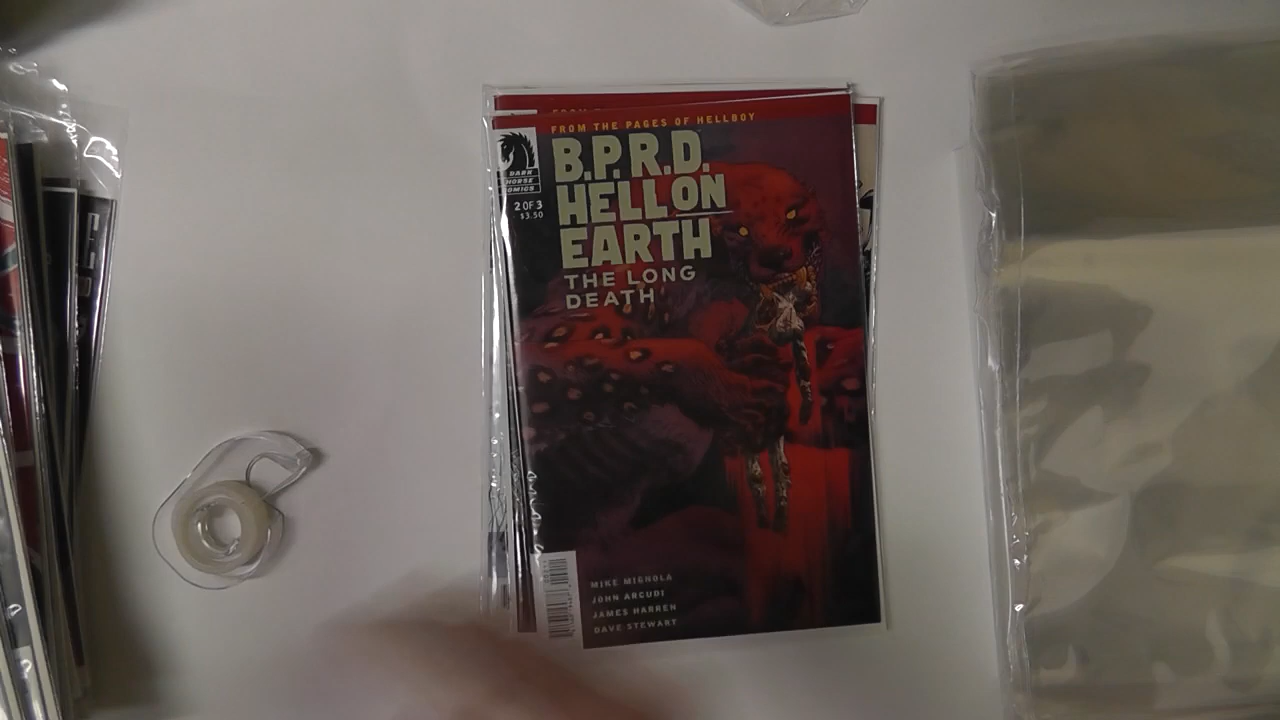 FROM THE PAGES OF HELLBOY
B.P.R.D.
HELL ON
EARTH
THE LONG
DEATH
DARK
HORSE
COMICS
2 OF 3
$3.50
MIKE MIGNOLA
JOHN ARCUDI
JAMES HARREN
DAVE STEWART